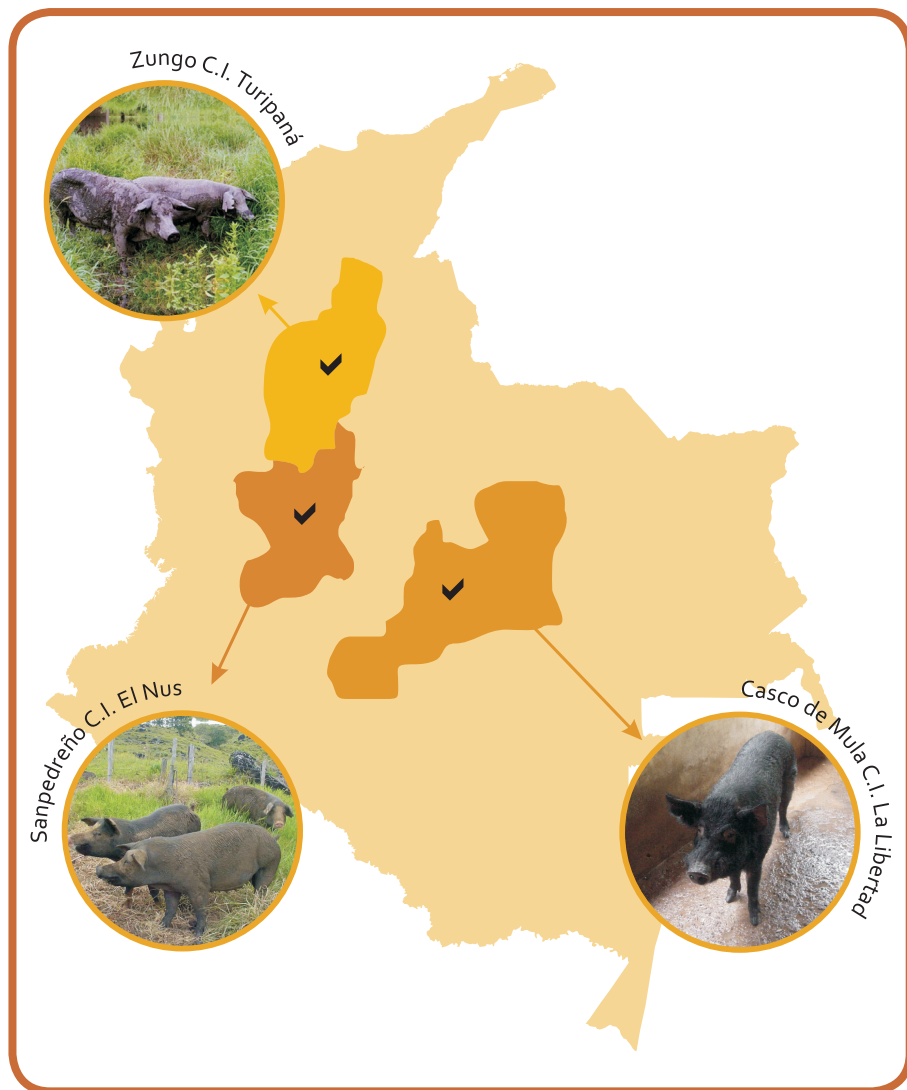 Zungo C.I. Turipaná
Sanpedreño C.I. El Nus
Casco de Mula C.I. La Libertad